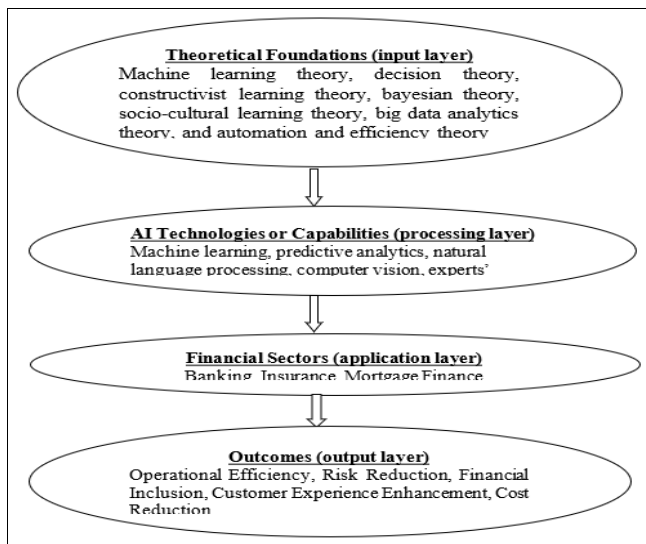 Theoretical Foundations (input layer)
Machine learning theory, decision theory,
constructivist learning theory, bayesian theory,
socio-cultural learning theory, big data analytics
theory, and automation and efficiency theory
AI Technologies or Capabilities (processing layer)
Machine learning, predictive analytics, natural
language processing, computer vision, experts’
Financial Sectors (application layer)
Banking, Insurance, Mortgage Finance
Outcomes (output layer)
Operational Efficiency, Risk Reduction, Financial
Inclusion, Customer Experience Enhancement, Cost
Reduction